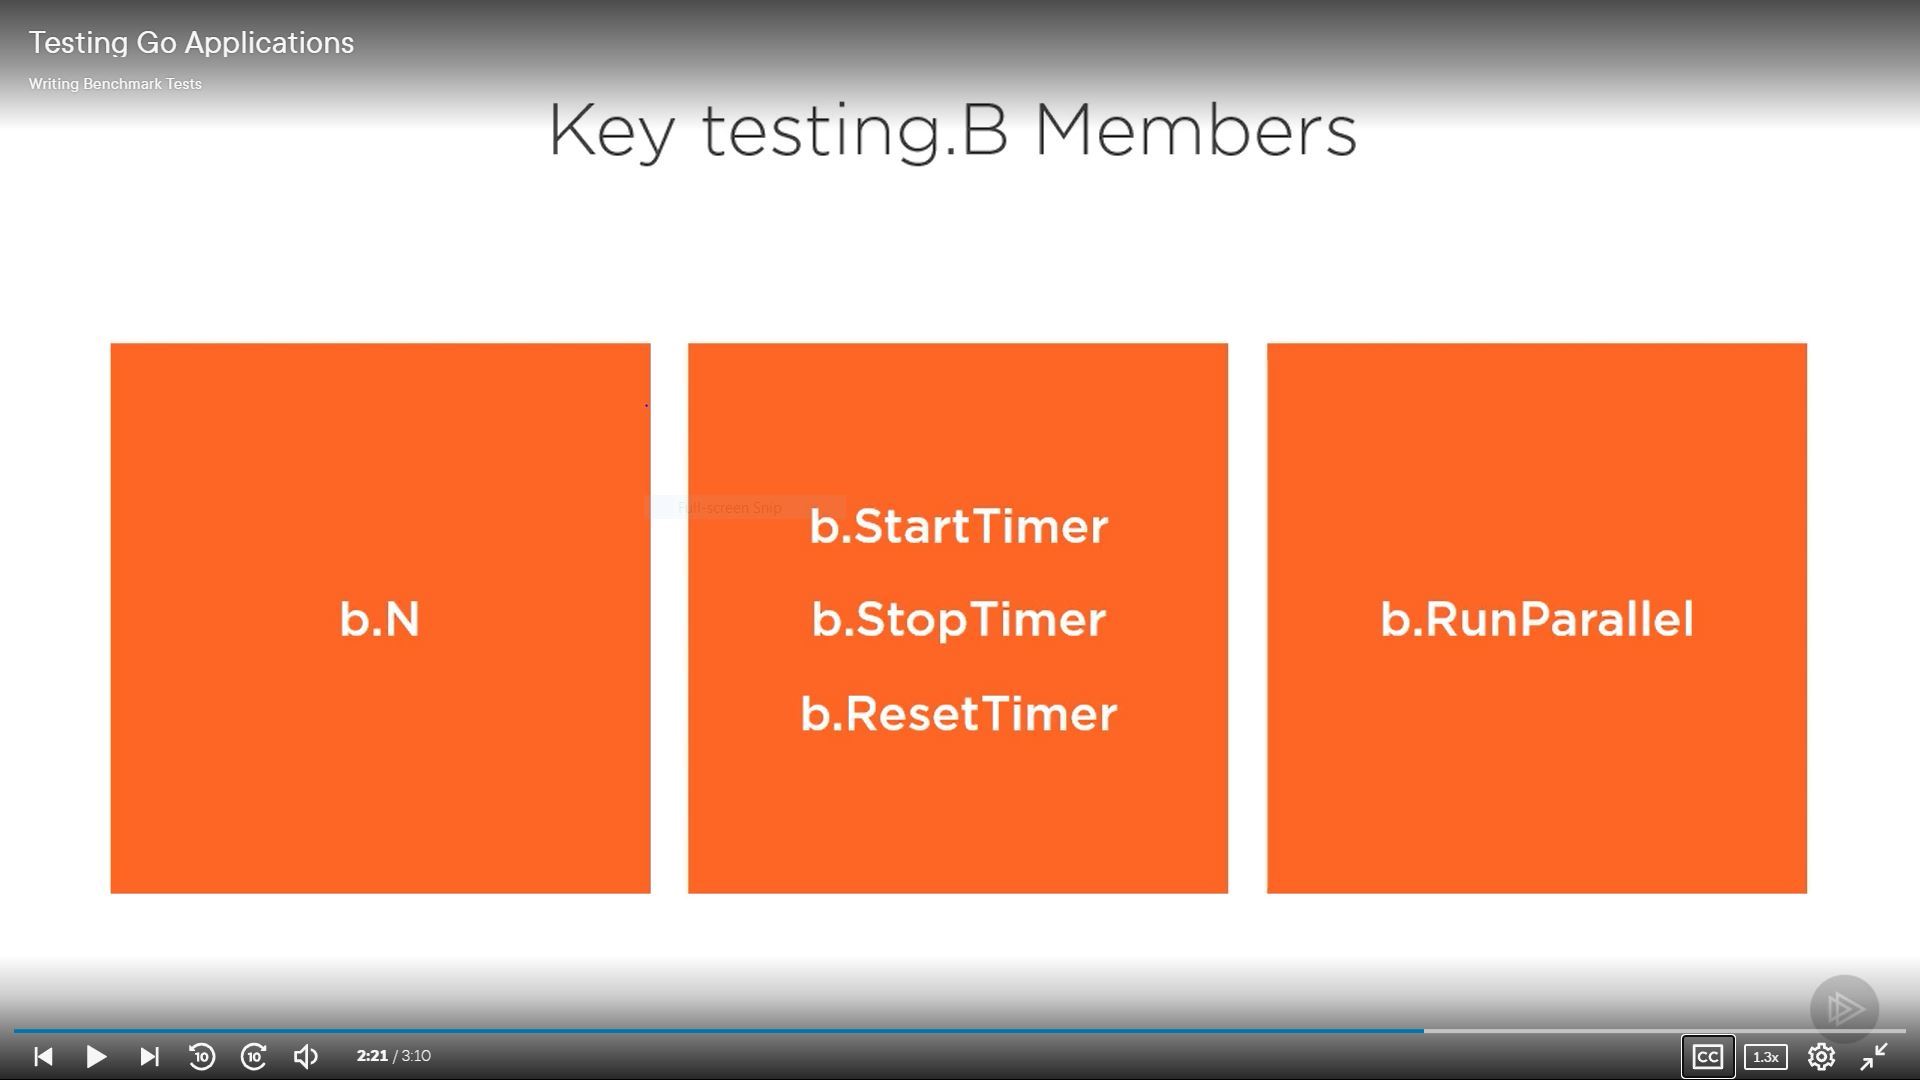 Testing Go Applications
Writing Benchmark Tests
Key testing.B Members
b.N
Full-screen Snip
b.StartTimer
b.StopTimer
b.ResetTimer
b.RunParallel
10
10
2:21 / 3:10
CC
1.3x